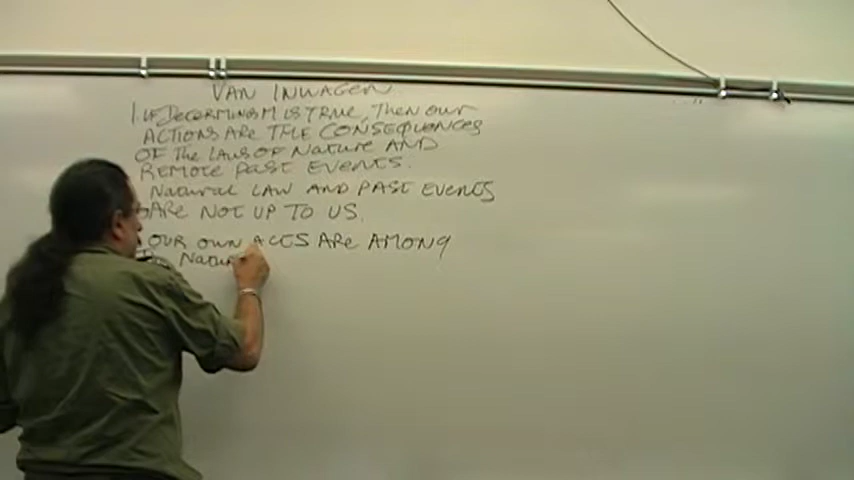 VAN INWAGEN
1. IF DETERMINISM IS TRUE, Then our
ACTIONS ARE THE CONSEQUENCES
OF The LAWS OF NATURE AND
REMOTE PAST EVENTS.
NATURAL LAW AND PAST EVENTS
ARE NOT UP TO US.
OUR OWN ACTS ARE AMONG